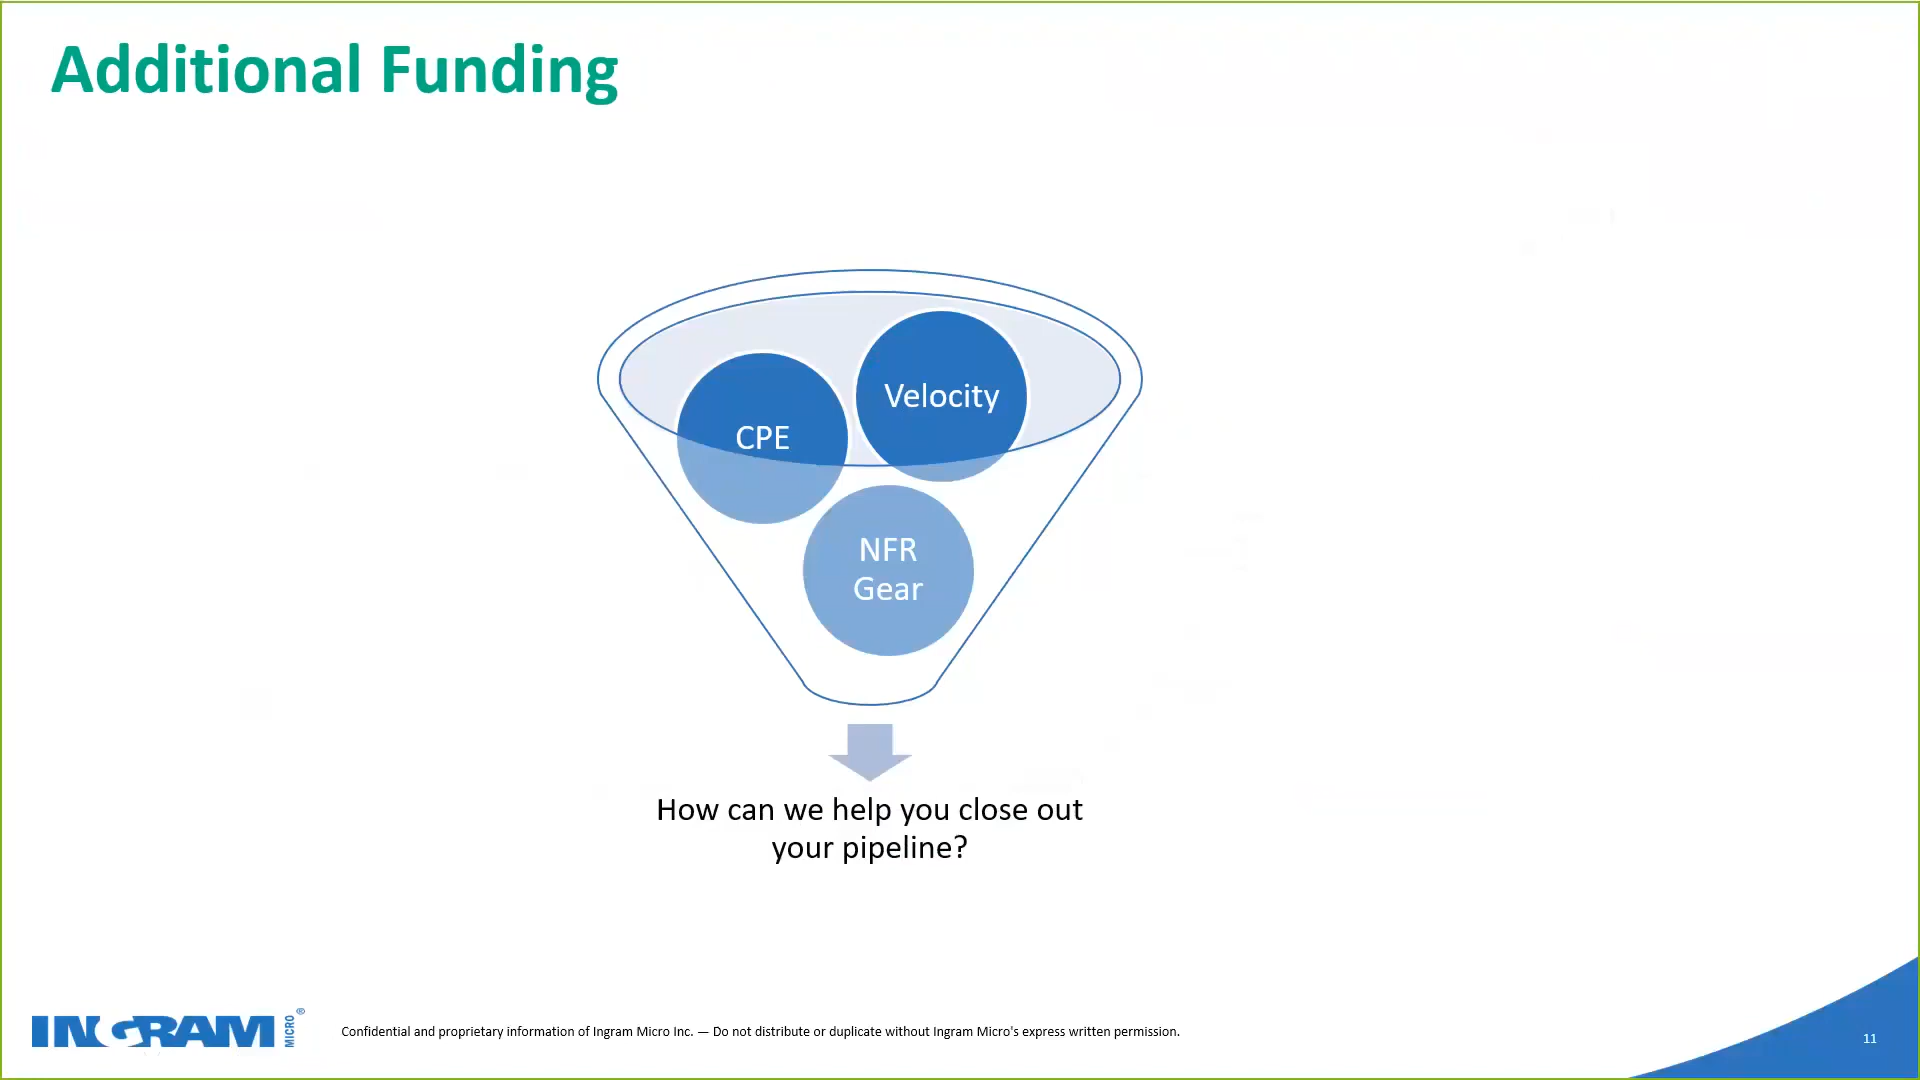 Additional Funding
Velocity
CPE
NFR
Gear
How can we help you close out
your pipeline?
INGRAM MICRO®
Confidential and proprietary information of Ingram Micro Inc. — Do not distribute or duplicate without Ingram Micro's express written permission.
11